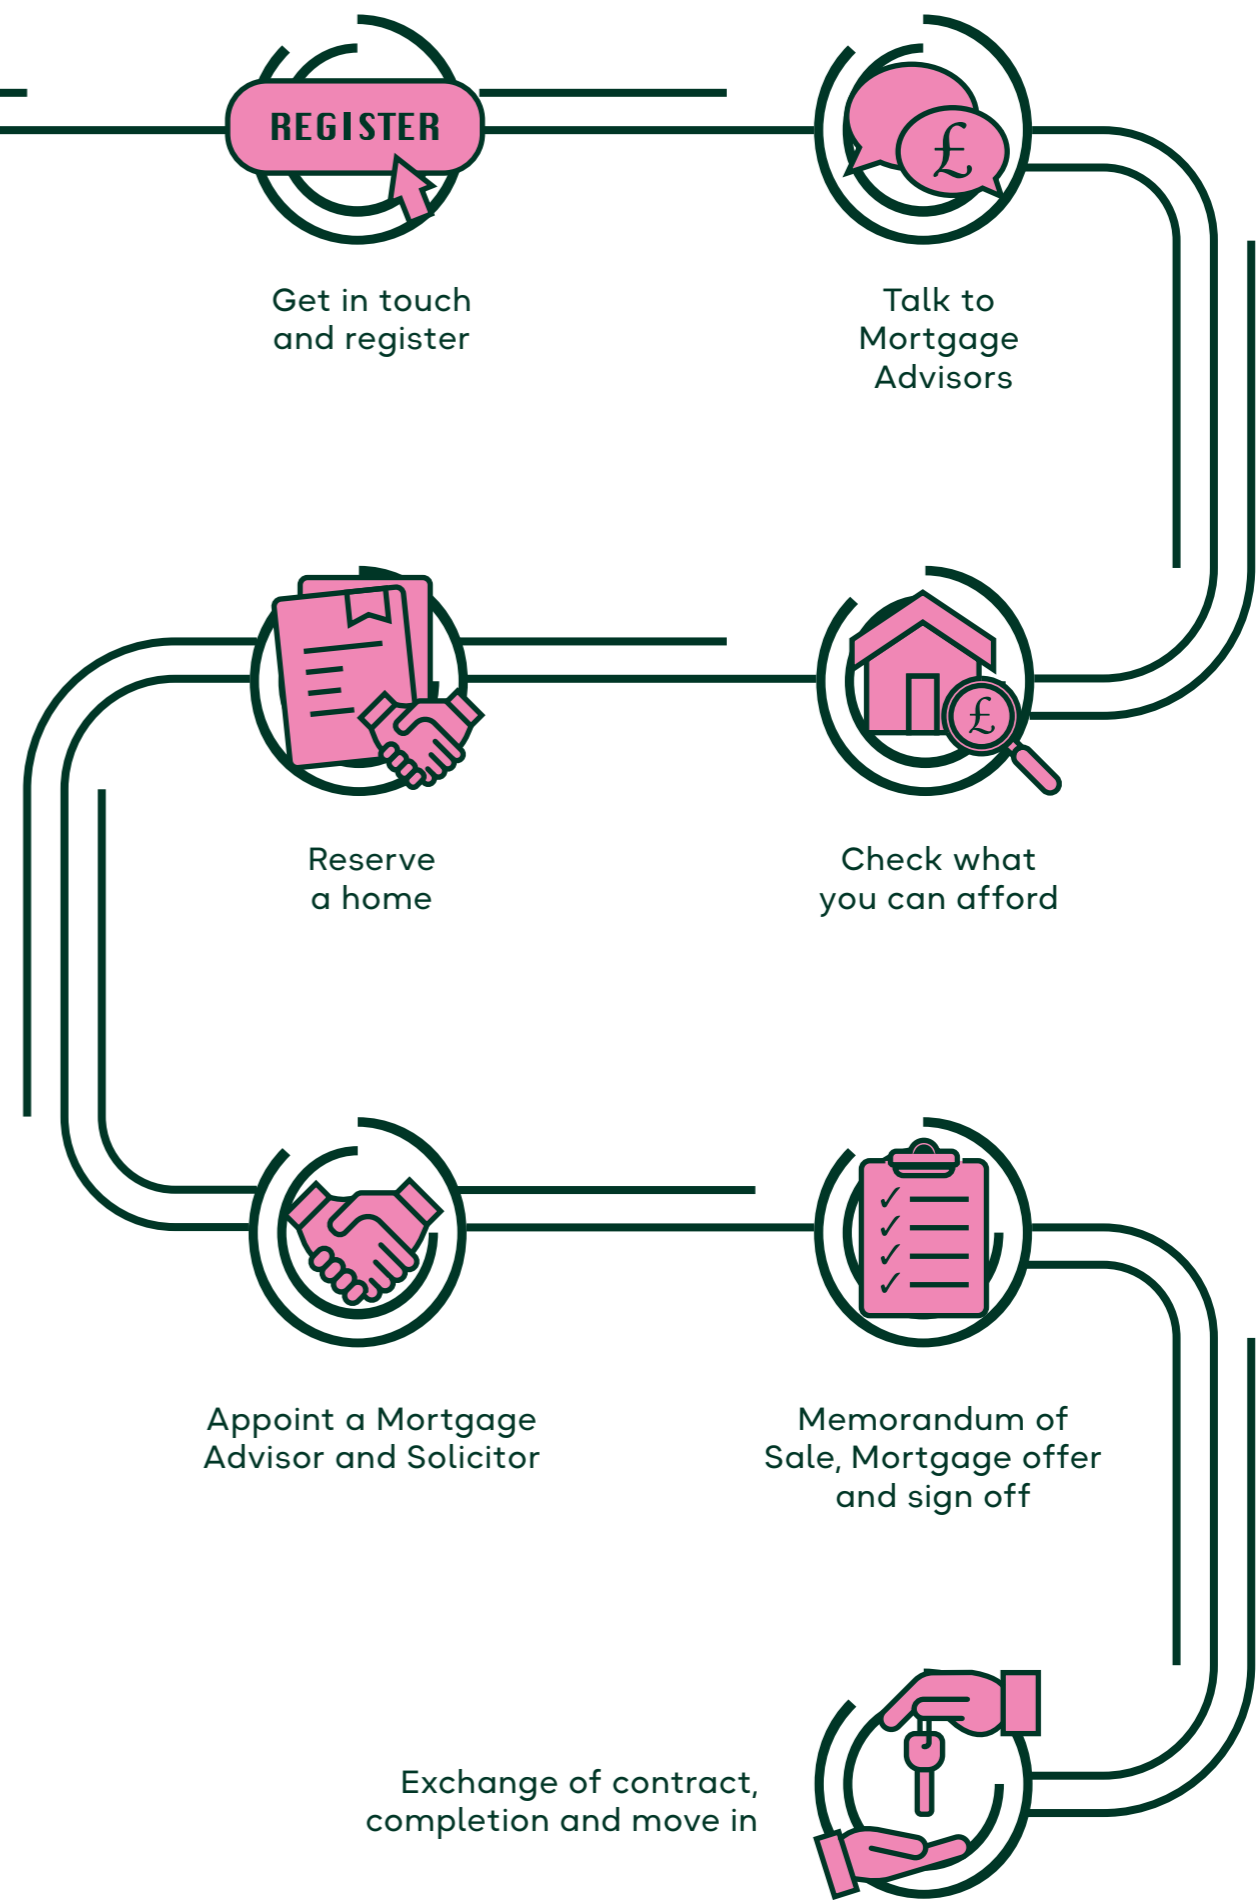 REGISTER
Get in touch
and register
£
Talk to
Mortgage
Advisors
£
Check what
you can afford
Reserve
a home
Appoint a Mortgage
Advisor and Solicitor
Memorandum of
Sale, Mortgage offer
and sign off
Exchange of contract,
completion and move in